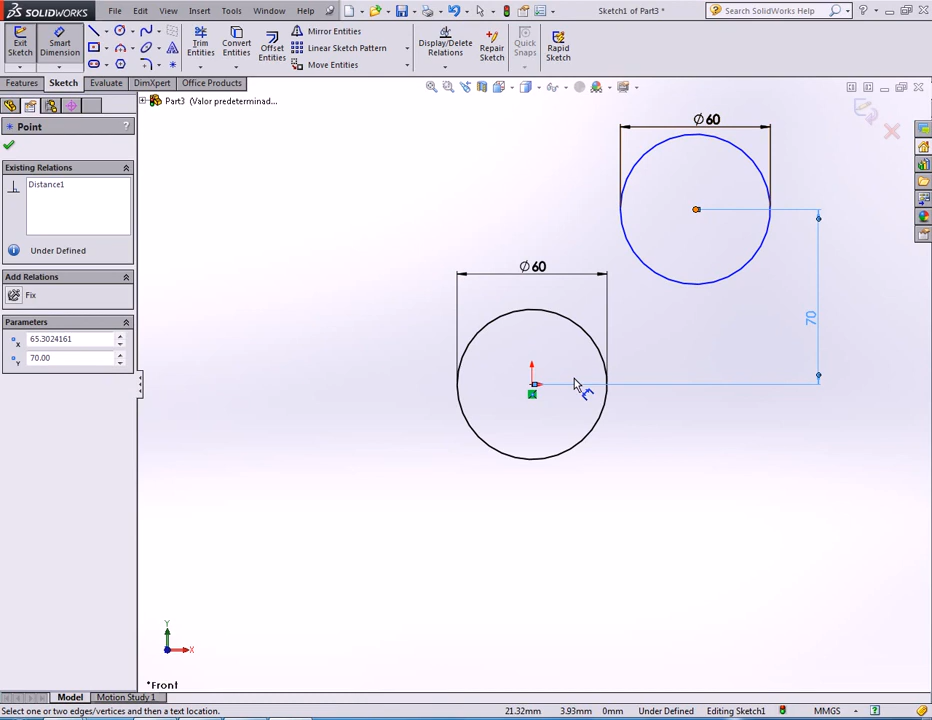 SOLIDWORKS File Edit View Insert Tools Window Help Sketch1 of Part3 * Search SolidWorks Help
Exit Sketch
Smart Dimension
Trim Entities
Convert Entities
Offset Entities
Mirror Entities
Linear Sketch Pattern
Move Entities
Display/Delete Relations
Repair Sketch
Quick Snaps
Rapid Sketch
Features Sketch Evaluate DimXpert Office Products
Part3 (Valor predeterminad...
Point ?
Existing Relations
Distance1
Under Defined
Add Relations
Fix
Parameters
X 65.3024161
Y 70.00
Ø60
Ø60
70
Y
X
*Front
Model Motion Study 1
Select one or two edges/vertices and then a text location. 21.32mm 3.93mm 0mm Under Defined Editing Sketch1 MMGS ?